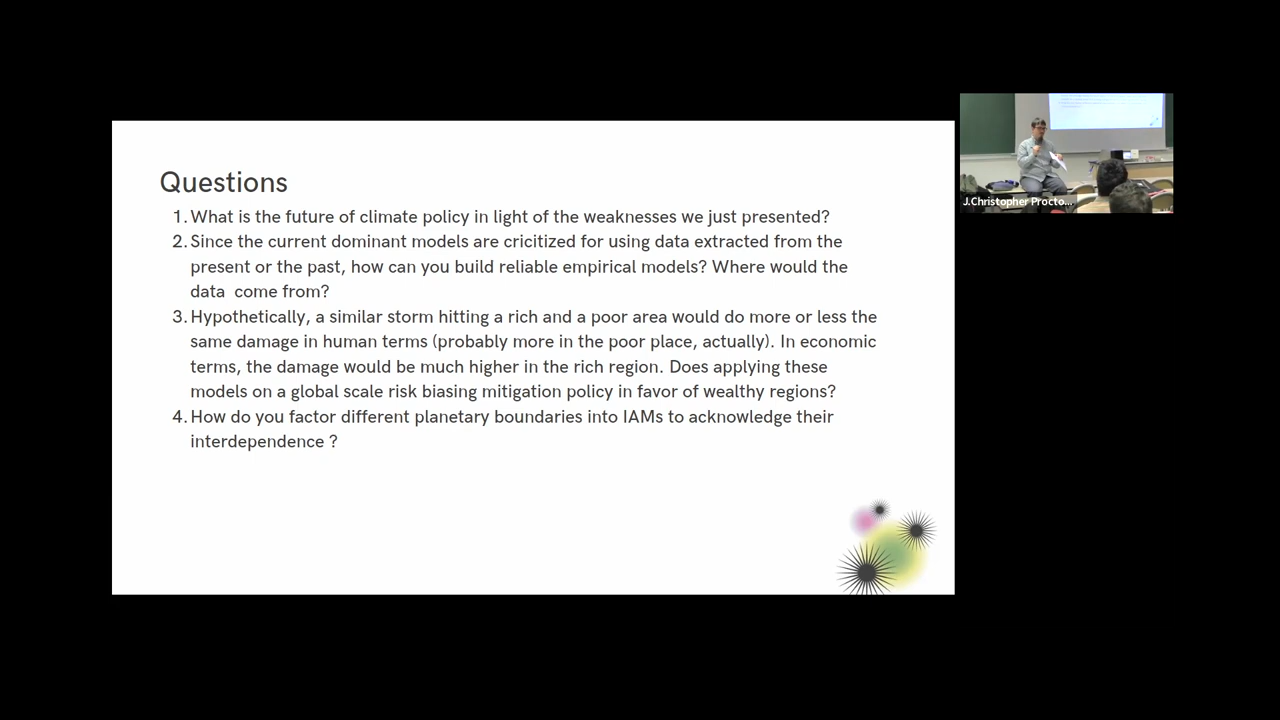 Questions
1. What is the future of climate policy in light of the weaknesses we just presented?
2. Since the current dominant models are cricitized for using data extracted from the
present or the past, how can you build reliable empirical models? Where would the
data  come from?
3. Hypothetically, a similar storm hitting a rich and a poor area would do more or less the
same damage in human terms (probably more in the poor place, actually). In economic
terms, the damage would be much higher in the rich region. Does applying these
models on a global scale risk biasing mitigation policy in favor of wealthy regions?
4. How do you factor different planetary boundaries into IAMs to acknowledge their
interdependence ?
J.Christopher Procto...